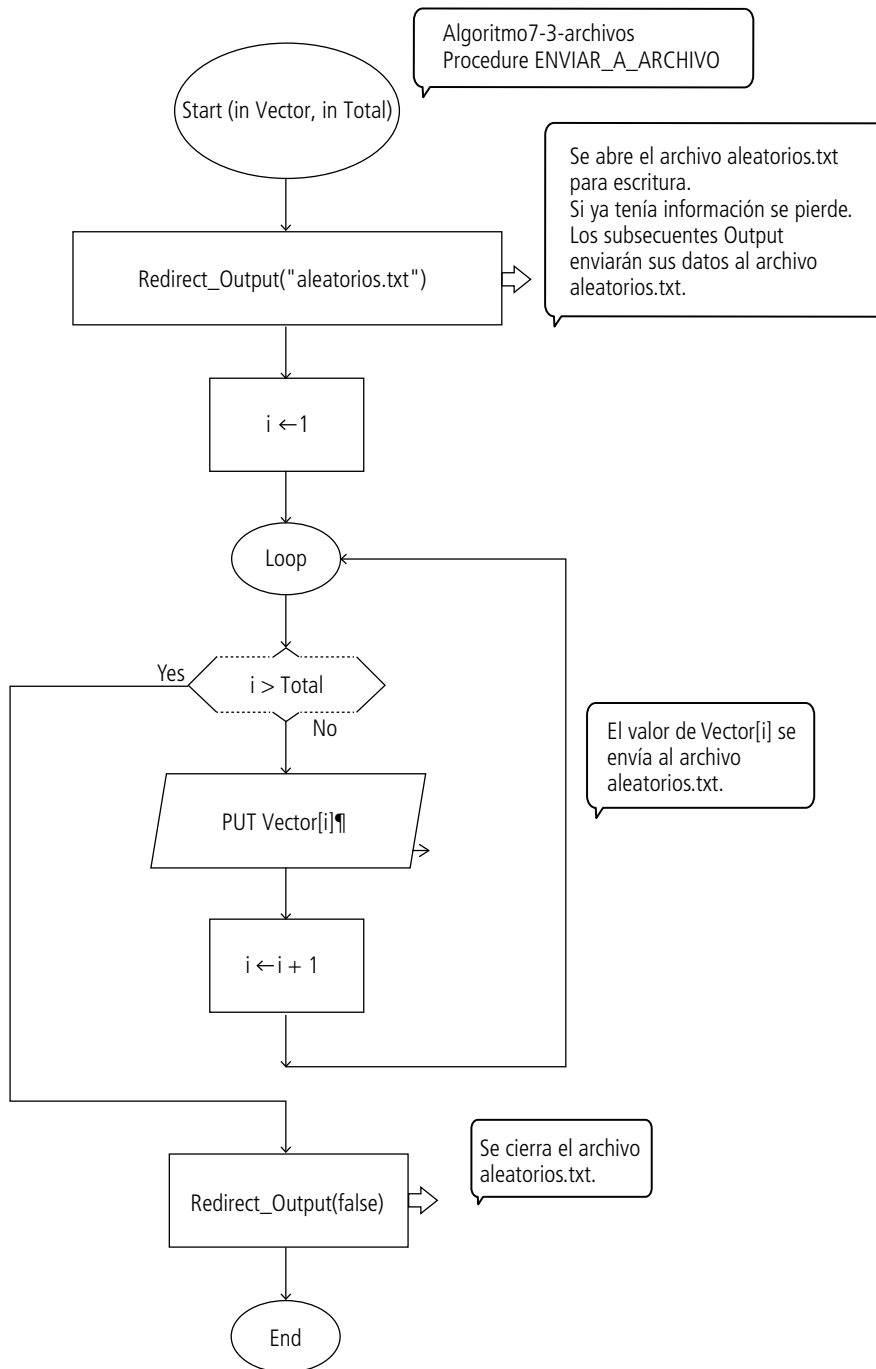 Algoritmo7-3-archivos
Procedure ENVIAR_A_ARCHIVO
Start (in Vector, in Total)
Se abre el archivo aleatorios.txt
para escritura.
Si ya tenía información se pierde.
Los subsecuentes Output
enviarán sus datos al archivo
aleatorios.txt.
Redirect_Output("aleatorios.txt")
i ←1
Loop
Yes
i > Total
No
El valor de Vector[i] se
envía al archivo
aleatorios.txt.
PUT Vector[i]¶
i ←i + 1
Se cierra el archivo
aleatorios.txt.
Redirect_Output(false)
End